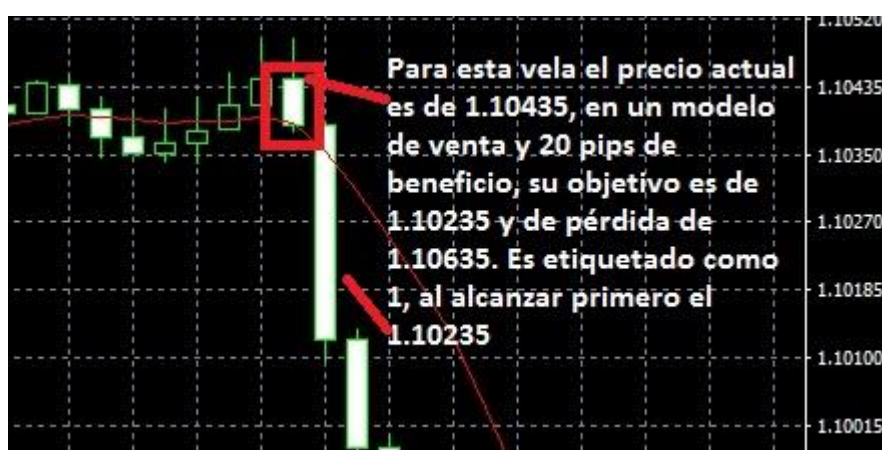 1.10520
Para esta vela el precio actual
1.10435
es de 1.10435, en un modelo
de venta y 20 pips de
1.10350
beneficio, su objetivo es de
1.10235 y de pérdida de
1.10270
1.10635. Es etiquetado como
1, al alcanzar primero el
1.10185
1.10235
1.10100
1.10015